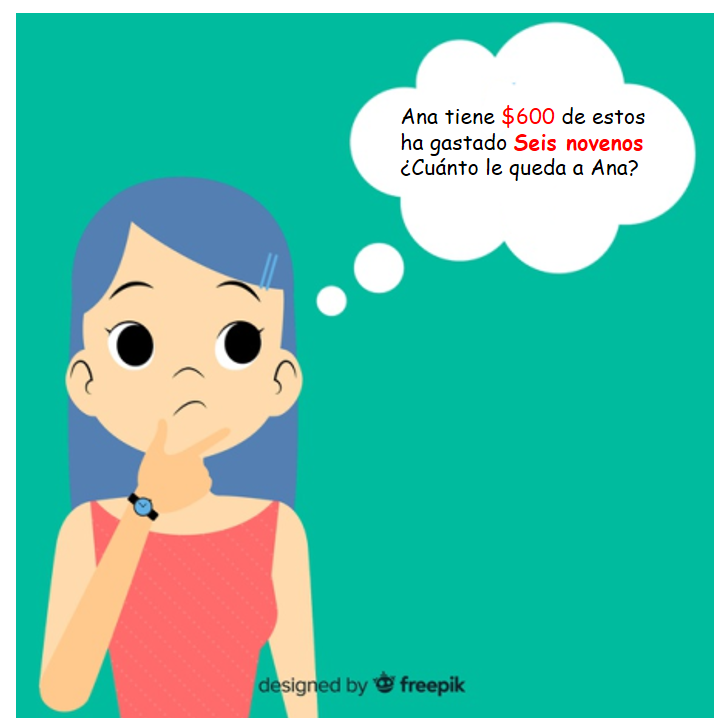 Ana tiene $600 de estos
ha gastado Seis novenos
¿Cuánto le queda a Ana?
designed by freepik